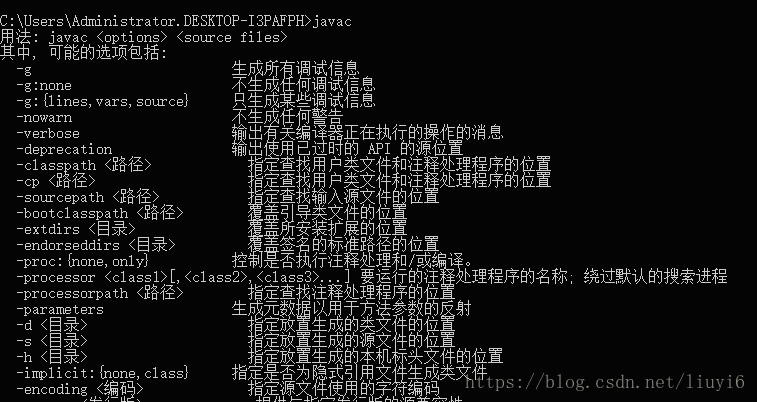 C:\Users\Administrator.DESKTOP-I3PAFPH>javac
用法: javac <options> <source files>
其中, 可能的选项包括:
-g 生成所有调试信息
-g:none 不生成任何调试信息
-g:{lines,vars,source} 只生成某些调试信息
-nowarn 不生成任何警告
-verbose 输出有关编译器正在执行的操作的消息
-deprecation 输出使用已过时的 API 的源位置
-classpath <路径> 指定查找用户类文件和注释处理程序的位置
-cp <路径> 指定查找用户类文件和注释处理程序的位置
-sourcepath <路径> 指定查找输入源文件的位置
-bootclasspath <路径> 覆盖引导类文件的位置
-extdirs <目录> 覆盖所安装扩展的位置
-endorseddirs <目录> 覆盖签名的标准路径的位置
-proc:{none,only} 控制是否执行注释处理和/或编译。
-processor <class1>[,<class2>,<class3>...] 要运行的注释处理程序的名称; 绕过默认的搜索进程
-processorpath <路径> 指定查找注释处理程序的位置
-parameters 生成元数据以用于方法参数的反射
-d <目录> 指定放置生成的类文件的位置
-s <目录> 指定放置生成的源文件的位置
-h <目录> 指定放置生成的本机标头文件的位置
-implicit:{none,class} 指定是否为隐式引用文件生成类文件
-encoding <编码> 指定源文件使用的字符编码
https://blog.csdn.net/liuyi6